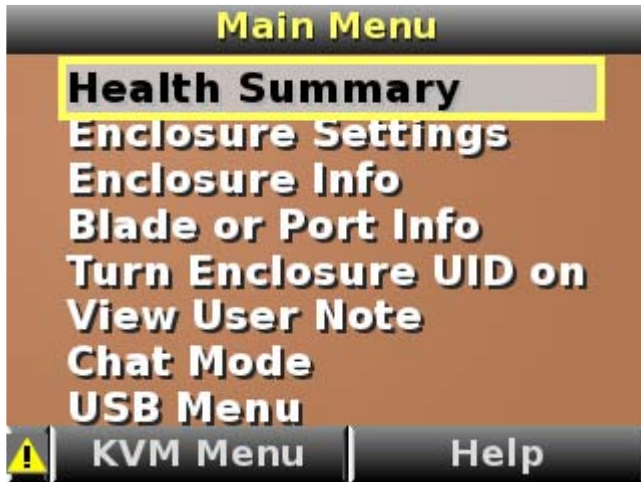 Main Menu
Health Summary
Enclosure Settings
Enclosure Info
Blade or Port Info
Turn Enclosure UID on
View User Note
Chat Mode
USB Menu
! KVM Menu Help